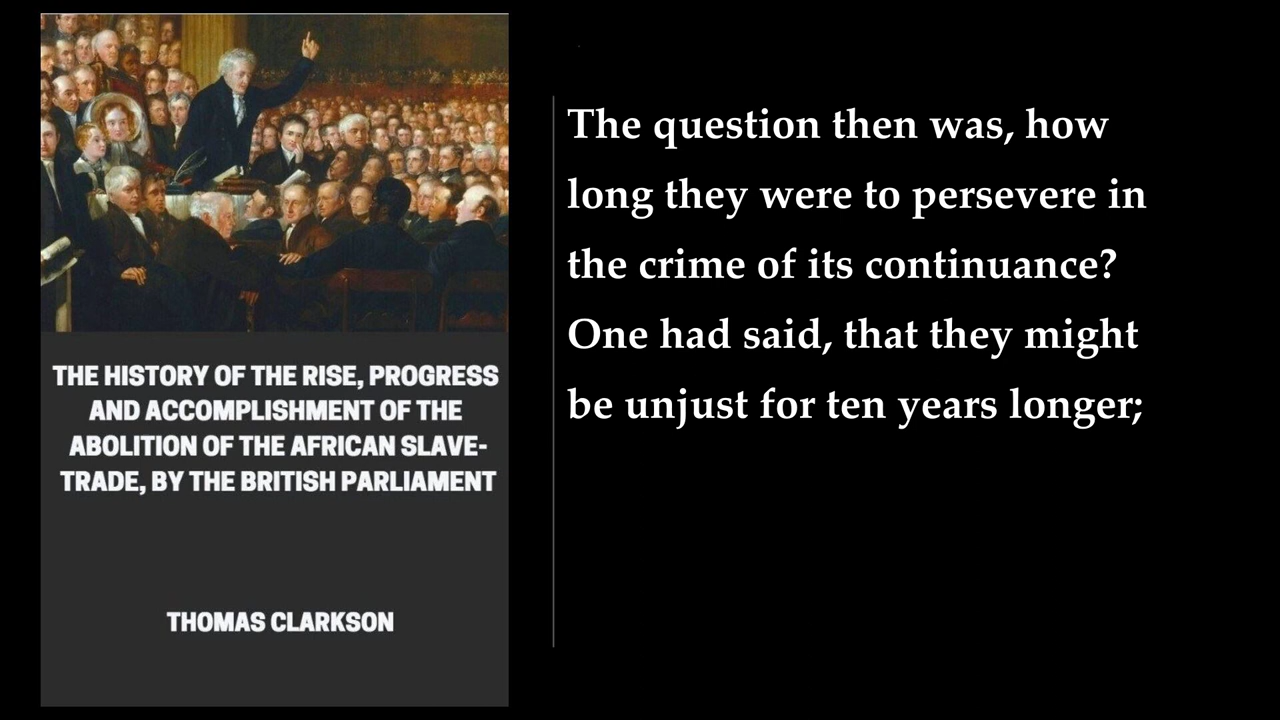 THE HISTORY OF THE RISE, PROGRESS
AND ACCOMPLISHMENT OF THE
ABOLITION OF THE AFRICAN SLAVE-
TRADE, BY THE BRITISH PARLIAMENT
THOMAS CLARKSON
The question then was, how
long they were to persevere in
the crime of its continuance?
One had said, that they might
be unjust for ten years longer;